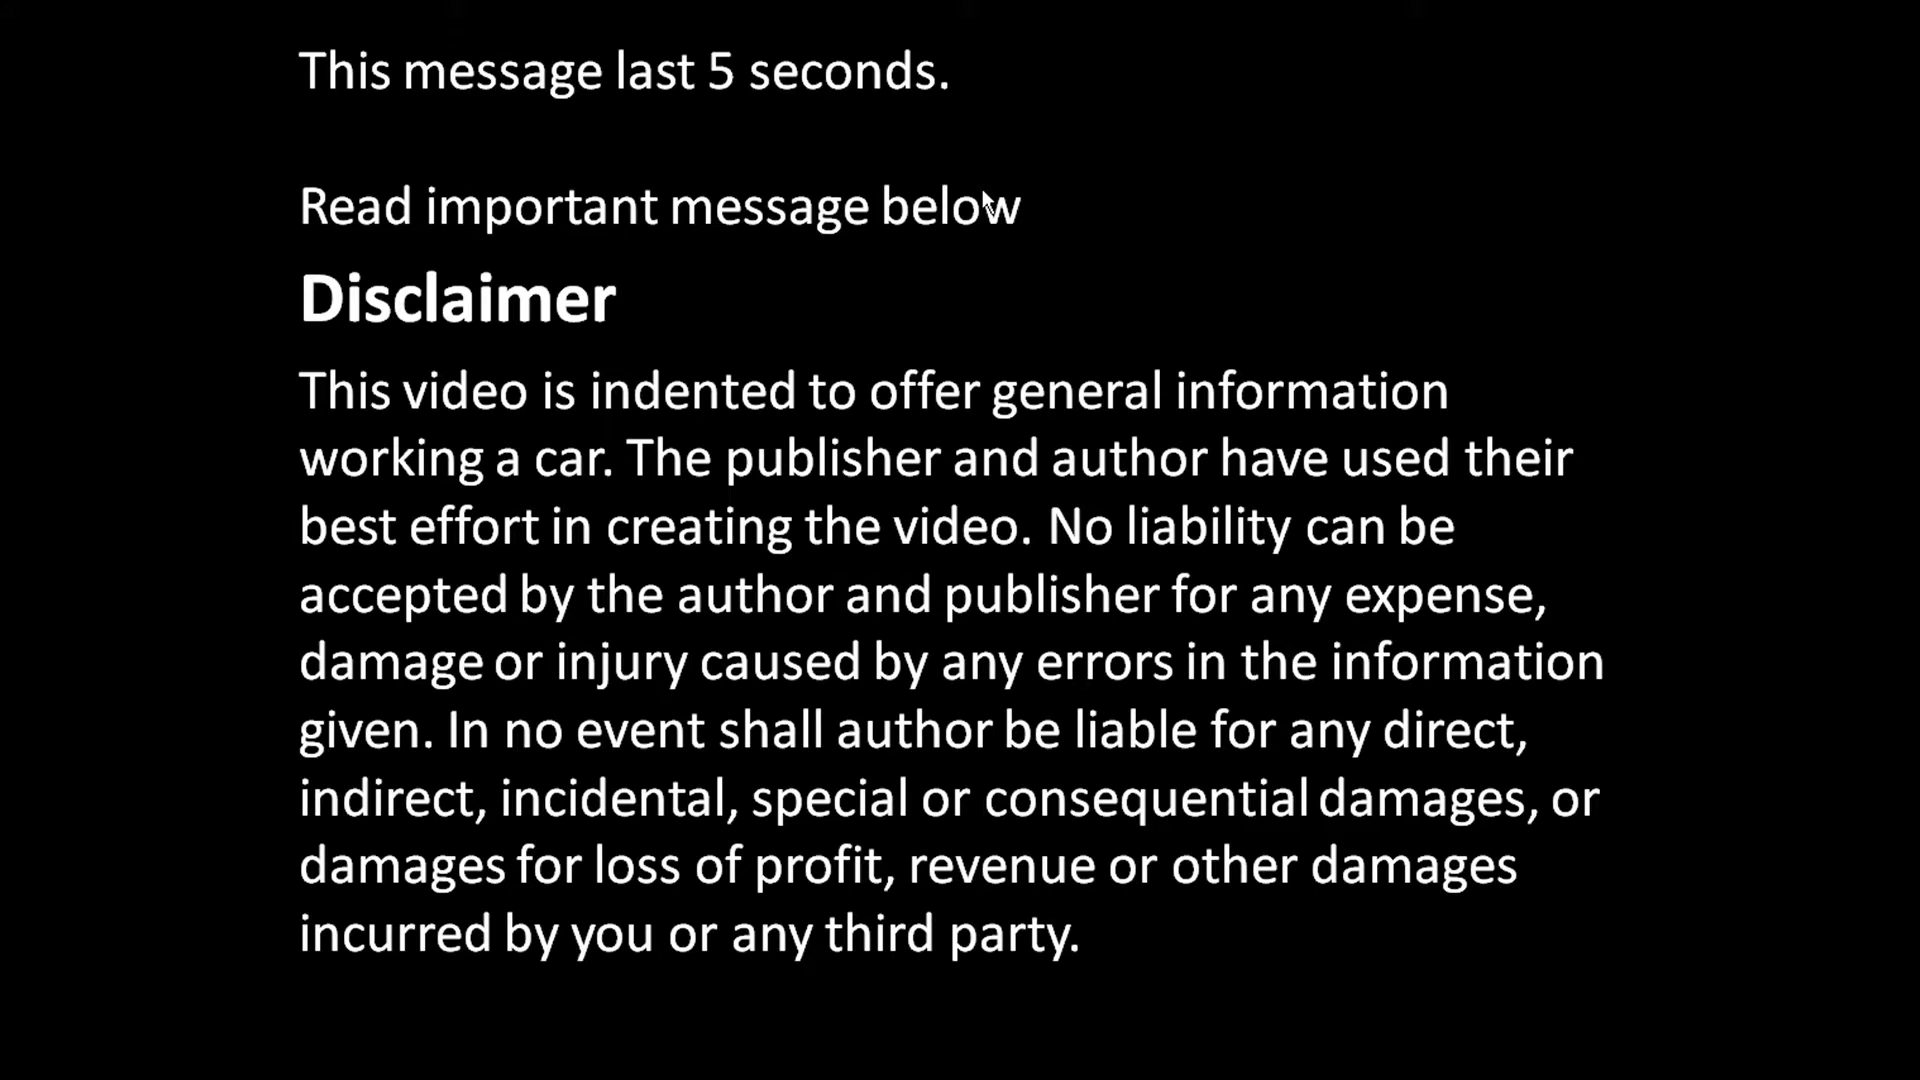 This message last 5 seconds.
Read important message below
Disclaimer
This video is indented to offer general information
working a car. The publisher and author have used their
best effort in creating the video. No liability can be
accepted by the author and publisher for any expense,
damage or injury caused by any errors in the information
given. In no event shall author be liable for any direct,
indirect, incidental, special or consequential damages, or
damages for loss of profit, revenue or other damages
incurred by you or any third party.